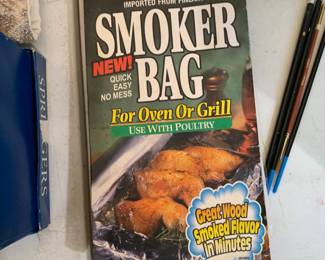 IMPORTED FROM FINLAND
SMOKER
NEW!
BAG
QUICK
EASY
NO MESS
For Oven Or Grill
USE WITH POULTRY
Great Wood
Smoked Flavor
In Minutes